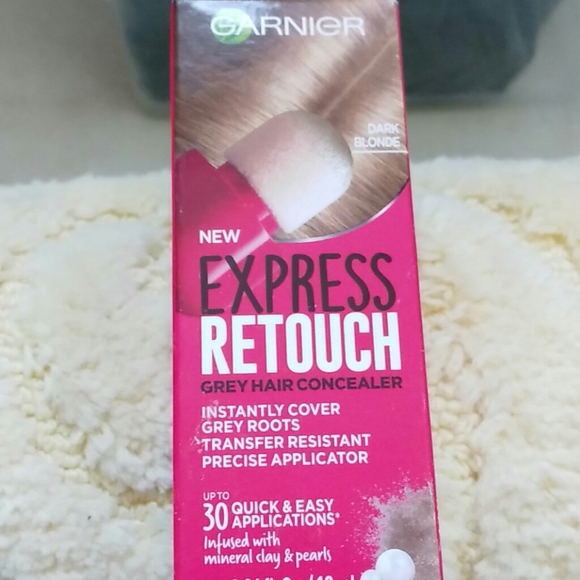 GARNIER
DARK
BLONDE
NEW
EXPRESS
RETOUCH
GREY HAIR CONCEALER
INSTANTLY COVER
GREY ROOTS
TRANSFER RESISTANT
PRECISE APPLICATOR
UP TO
30 QUICK & EASY
APPLICATIONS*
Infused with
mineral clay & pearls